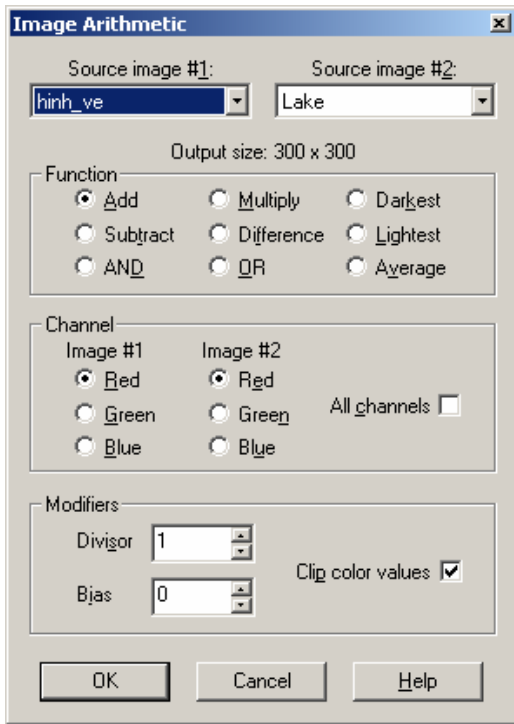 Image Arithmetic
Source image #1: Source image #2:
hinh_ve Lake
Output size: 300 x 300
Function
Add Multiply Darkest
Subtract Difference Lightest
AND OR Average
Channel
Image #1 Image #2
Red Red
Green Green All channels
Blue Blue
Modifiers
Divisor 1
Clip color values
Bias 0
OK Cancel Help